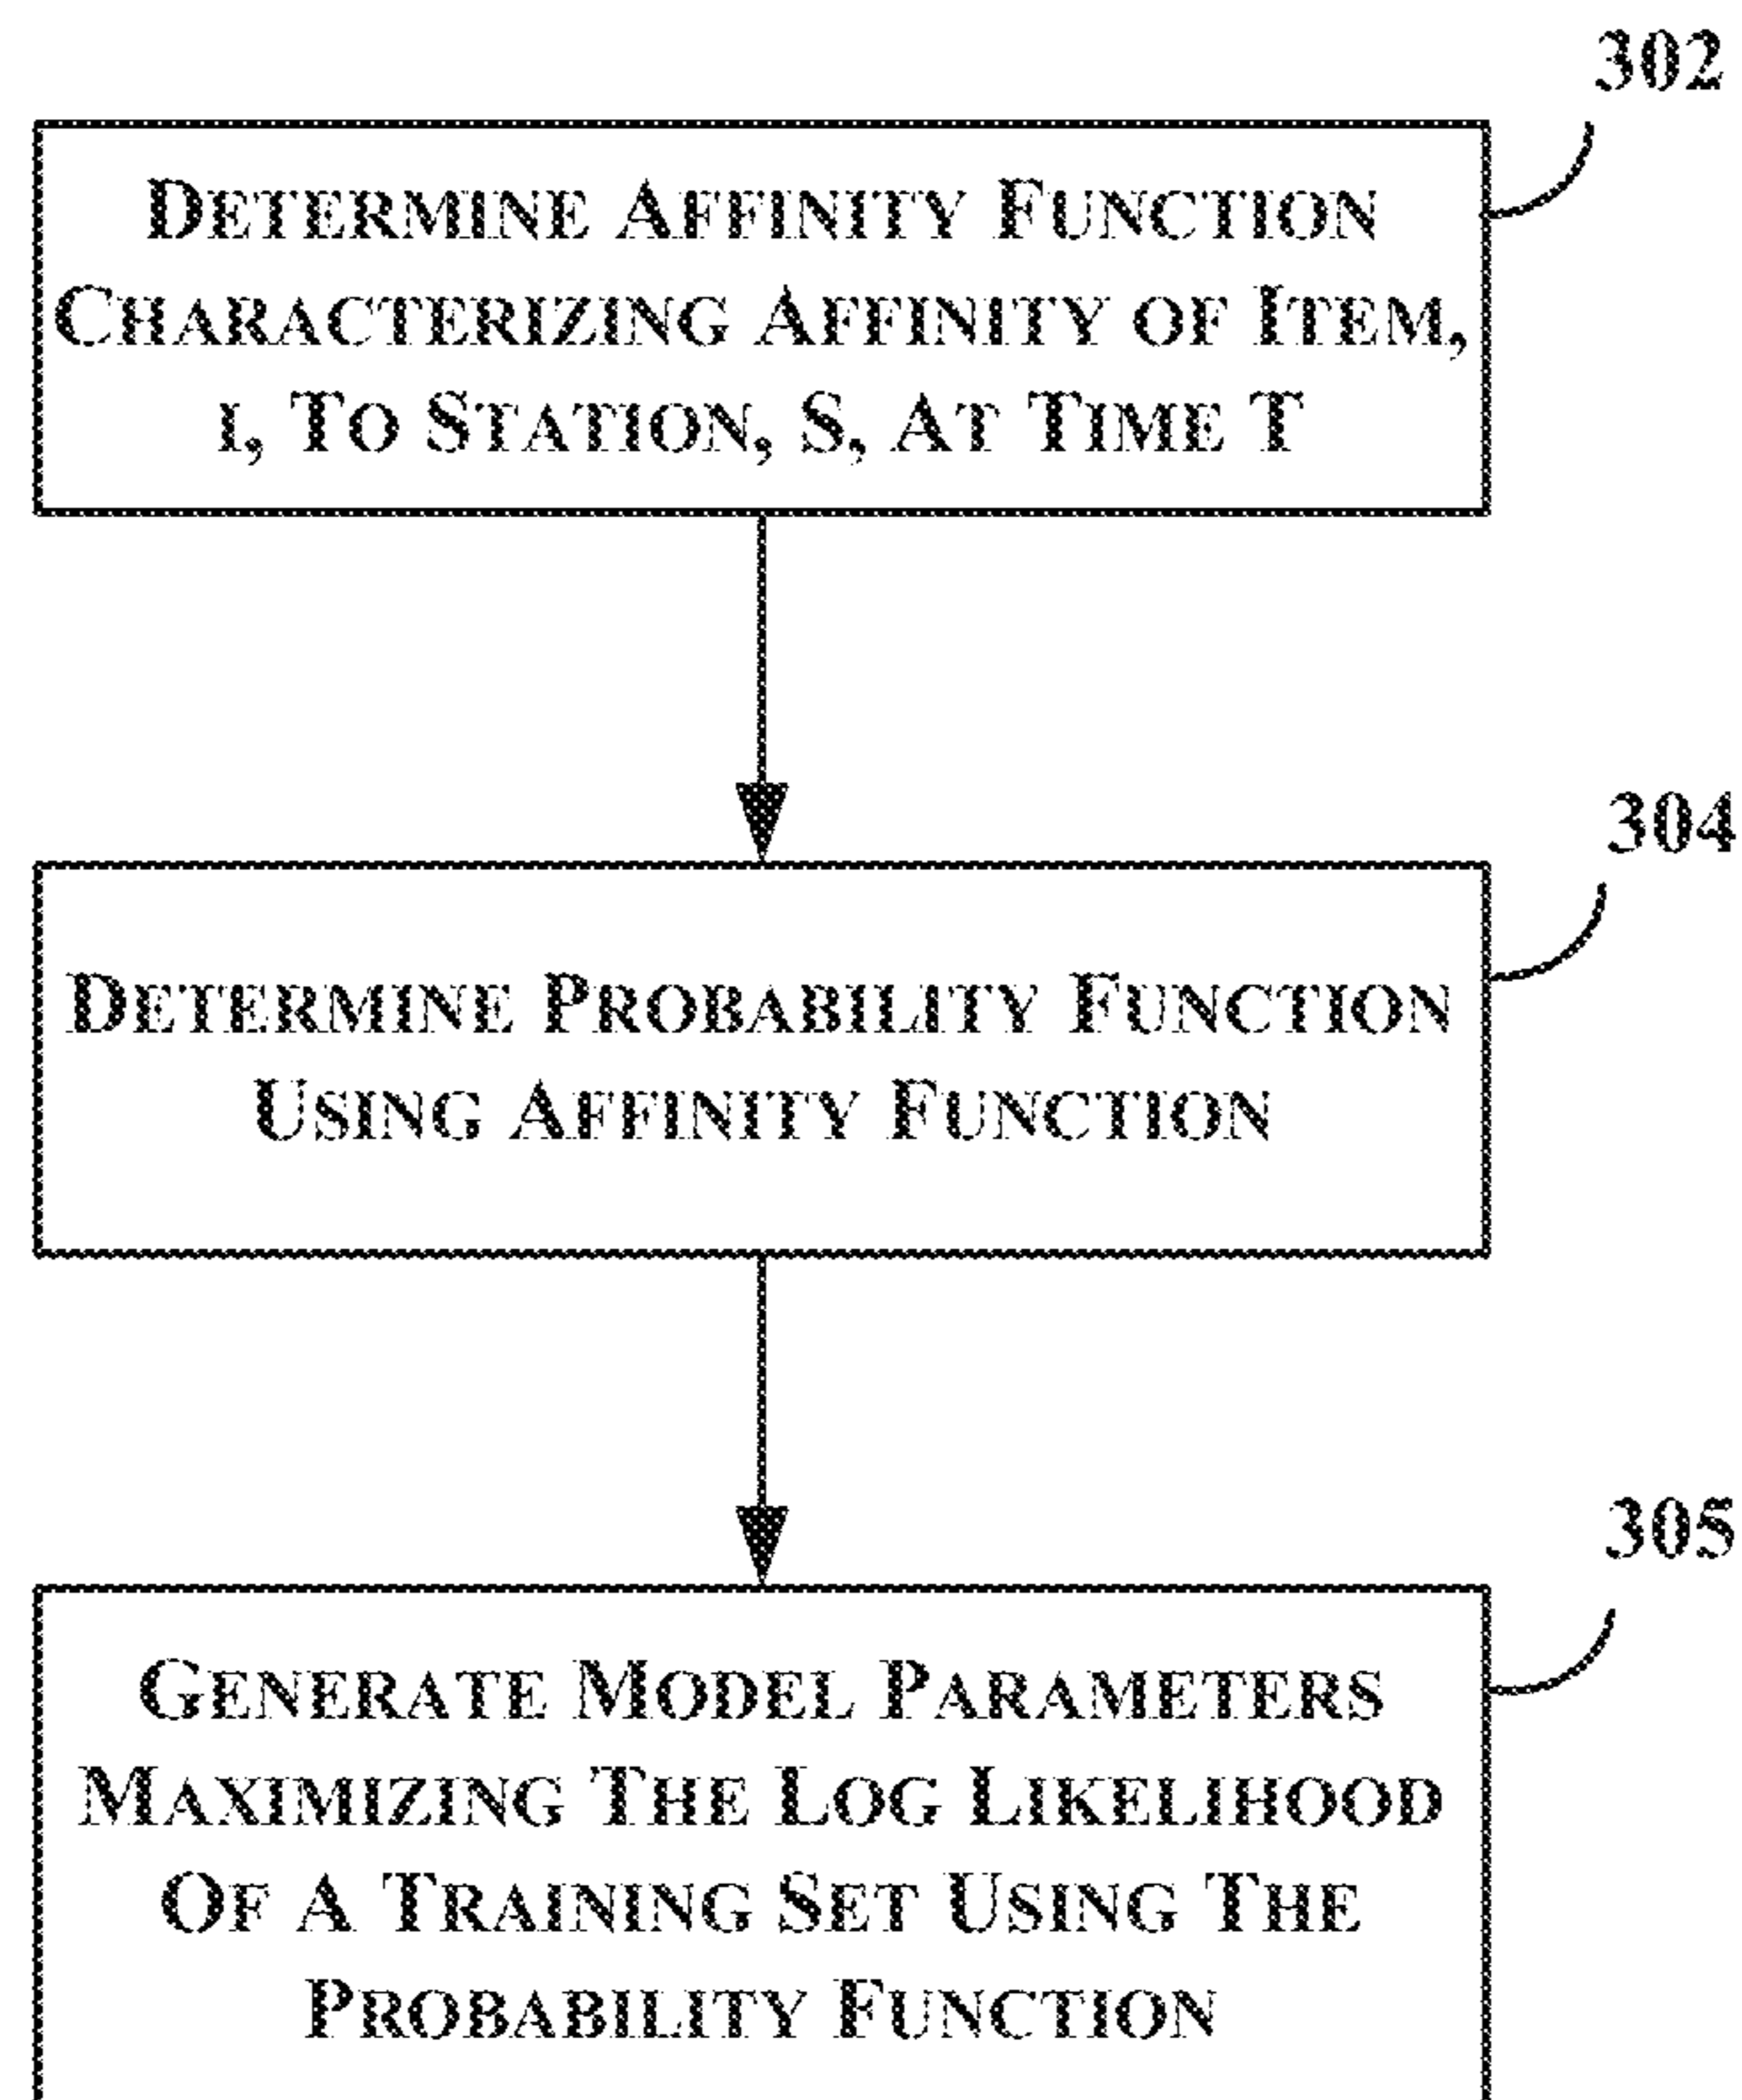 302
DETERMINE AFFINITY FUNCTION
CHARACTERIZING AFFINITY OF ITEM,
I, TO STATION, S, AT TIME T
304
DETERMINE PROBABILITY FUNCTION
USING AFFINITY FUNCTION
305
GENERATE MODEL PARAMETERS
MAXIMIZING THE LOG LIKELIHOOD
OF A TRAINING SET USING THE
PROBABILITY FUNCTION